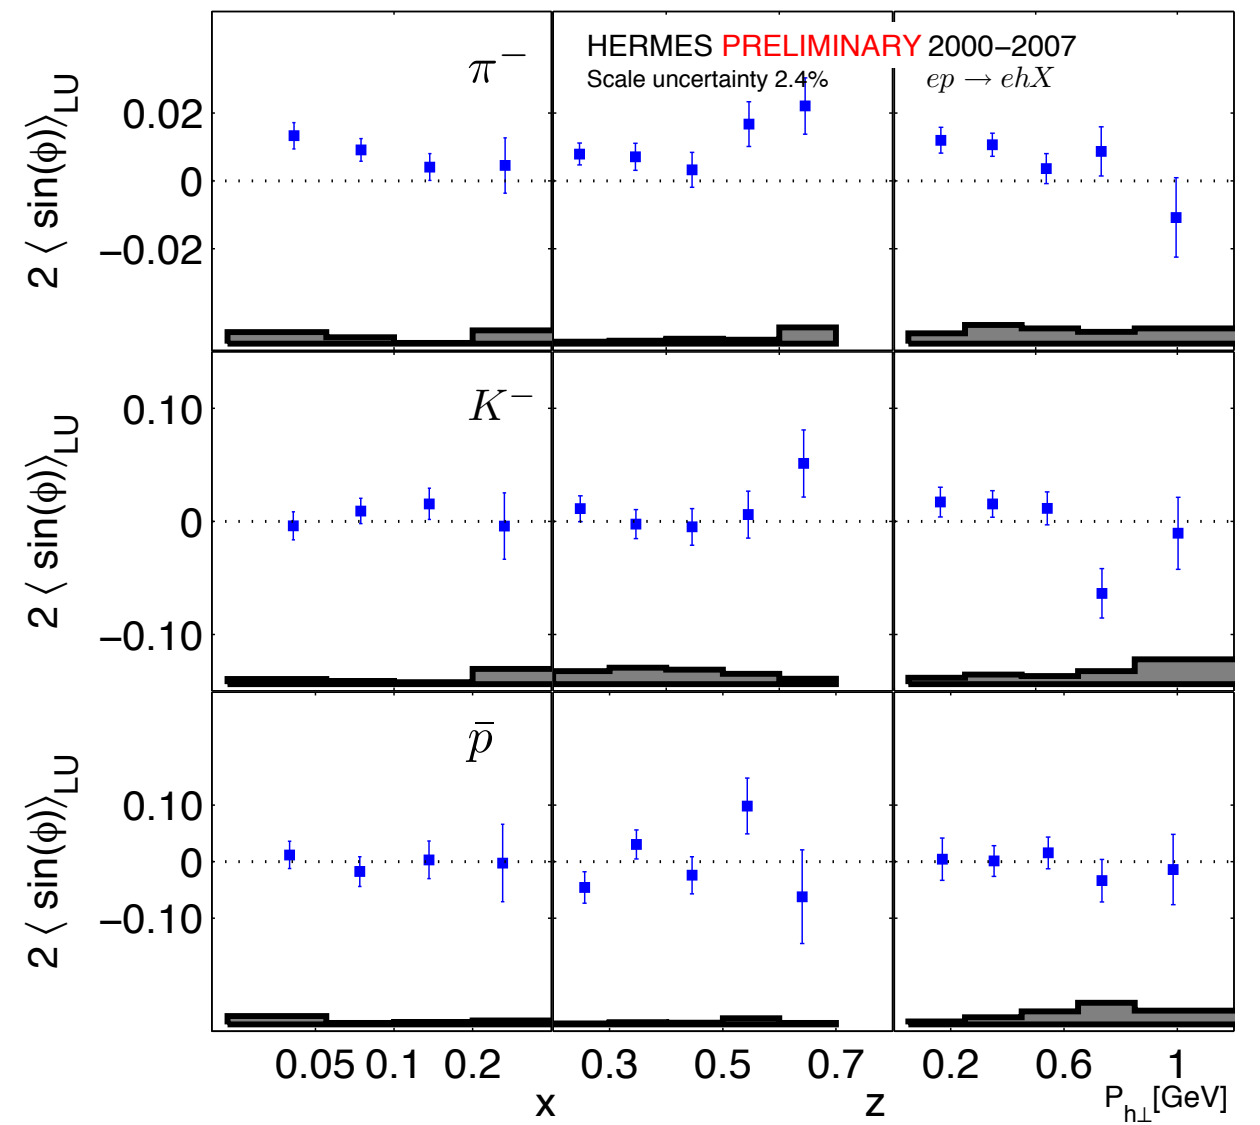 HERMES PRELIMINARY 2000−2007
Scale uncertainty 2.4%
ep → ehX
π−
2 ⟨ sin(ϕ)⟩LU
0.02
0
−0.02
K−
2 ⟨ sin(ϕ)⟩LU
0.10
0
−0.10
p̄
2 ⟨ sin(ϕ)⟩LU
0.10
0
−0.10
0.05 0.1 0.2
0.3 0.5 0.7
0.2 0.6 1
x
z
Ph⊥[GeV]